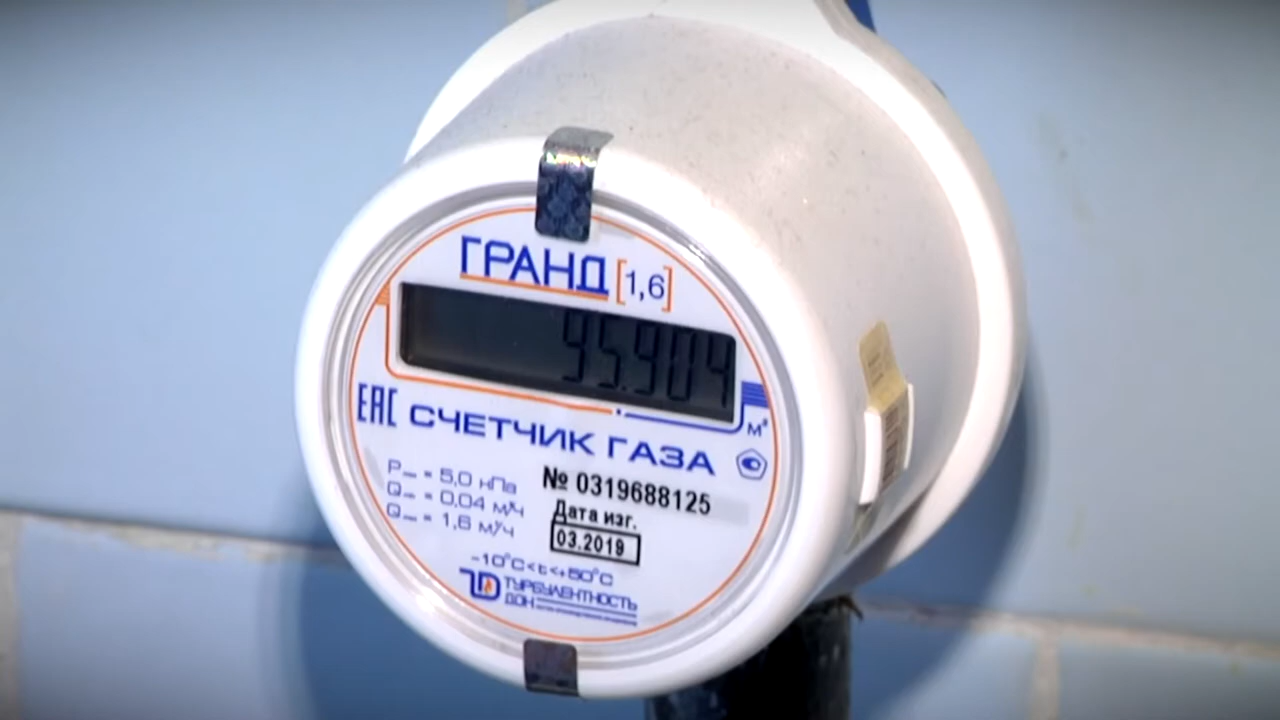 ГРАНД [1,6]
95.904
м³
ЕАС СЧЕТЧИК ГАЗА
= 5,0 кПа
= 0,04 м³/ч
= 1,6 м³/ч
№ 0319688125
Дата изг.
03.2019
-10°C<t<+50°C
ТУРБУЛЕНТНОСТЬ
ДОН